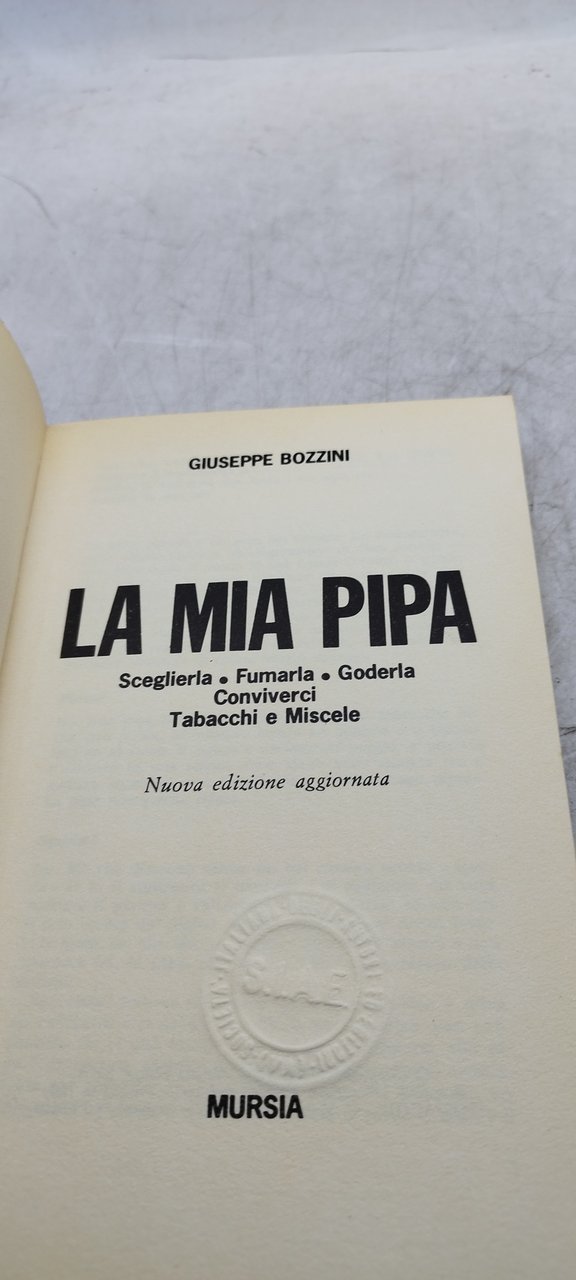 GIUSEPPE BOZZINI
LA MIA PIPA
Sceglierla • Fumarla • Goderla
Conviverci
Tabacchi e Miscele
Nuova edizione aggiornata
MURSIA